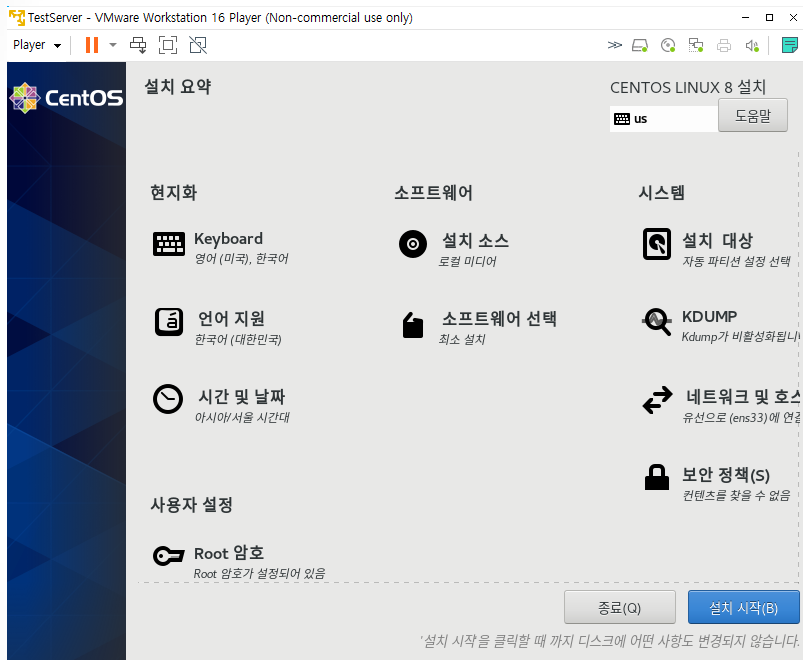 TestServer - VMware Workstation 16 Player (Non-commercial use only)
Player
CentOS
설치 요약
CENTOS LINUX 8 설치
us
도움말
현지화
소프트웨어
시스템
Keyboard
영어 (미국), 한국어
설치 소스
로컬 미디어
설치 대상
자동 파티션 설정 선택
언어 지원
한국어 (대한민국)
소프트웨어 선택
최소 설치
KDUMP
Kdump가 비활성화됩니
시간 및 날짜
아시아/서울 시간대
네트워크 및 호스
유선으로 (ens33)에 연결
보안 정책(S)
컨텐츠를 찾을 수 없음
사용자 설정
Root 암호
Root 암호가 설정되어 있음
종료(Q)
설치 시작(B)
'설치 시작'을 클릭할 때 까지 디스크에 어떤 사항도 변경되지 않습니다.